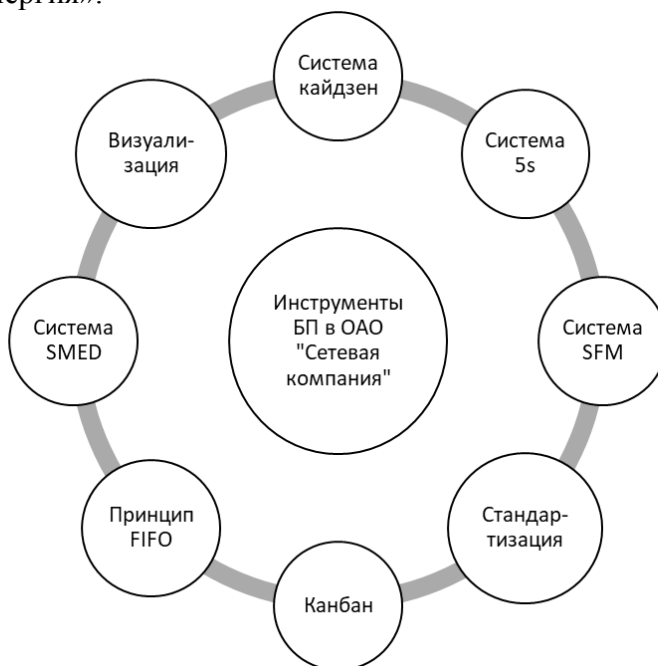 Система
кайдзен
Система
5s
Система
SFM
Стандар-
тизация
Канбан
Принцип
FIFO
Система
SMED
Визуали-
зация
Инструменты
БП в ОАО
"Сетевая
компания"